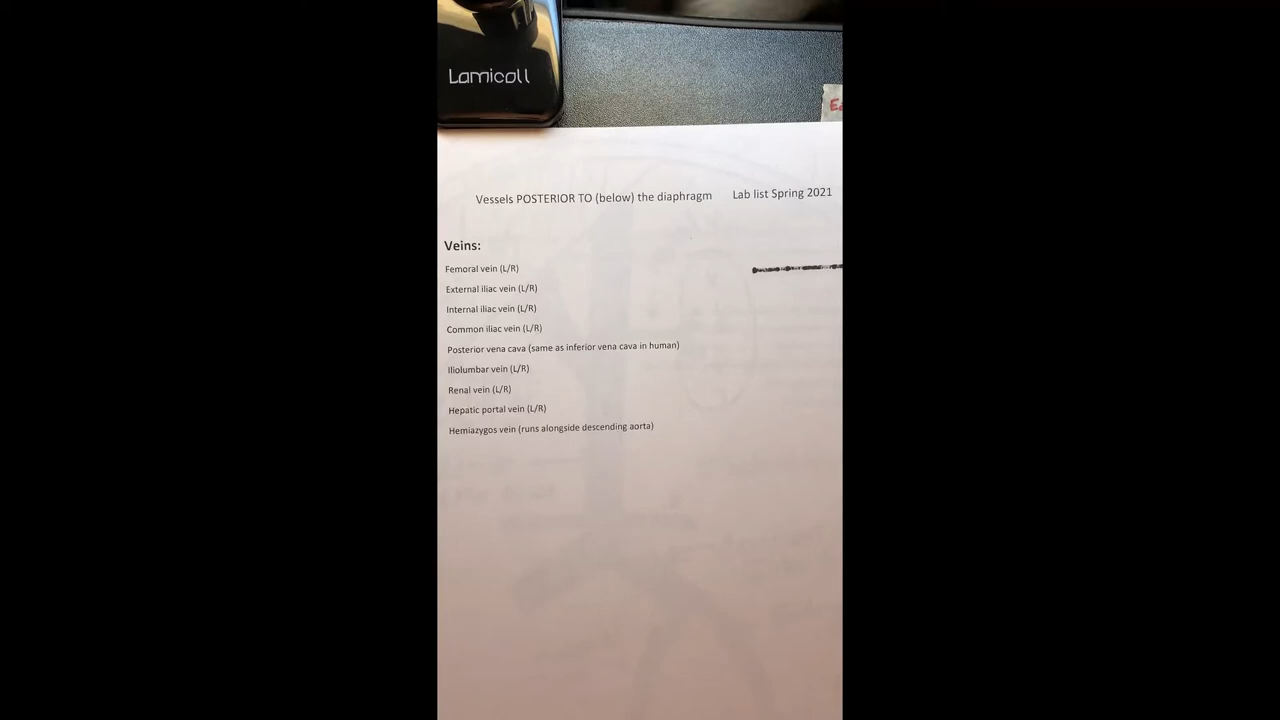 Lamicall
Vessels POSTERIOR TO (below) the diaphragm Lab list Spring 2021
Veins:
Femoral vein (L/R)
External iliac vein (L/R)
Internal iliac vein (L/R)
Common iliac vein (L/R)
Posterior vena cava (same as inferior vena cava in human)
Iliolumbar vein (L/R)
Renal vein (L/R)
Hepatic portal vein (L/R)
Hemiazygos vein (runs alongside descending aorta)